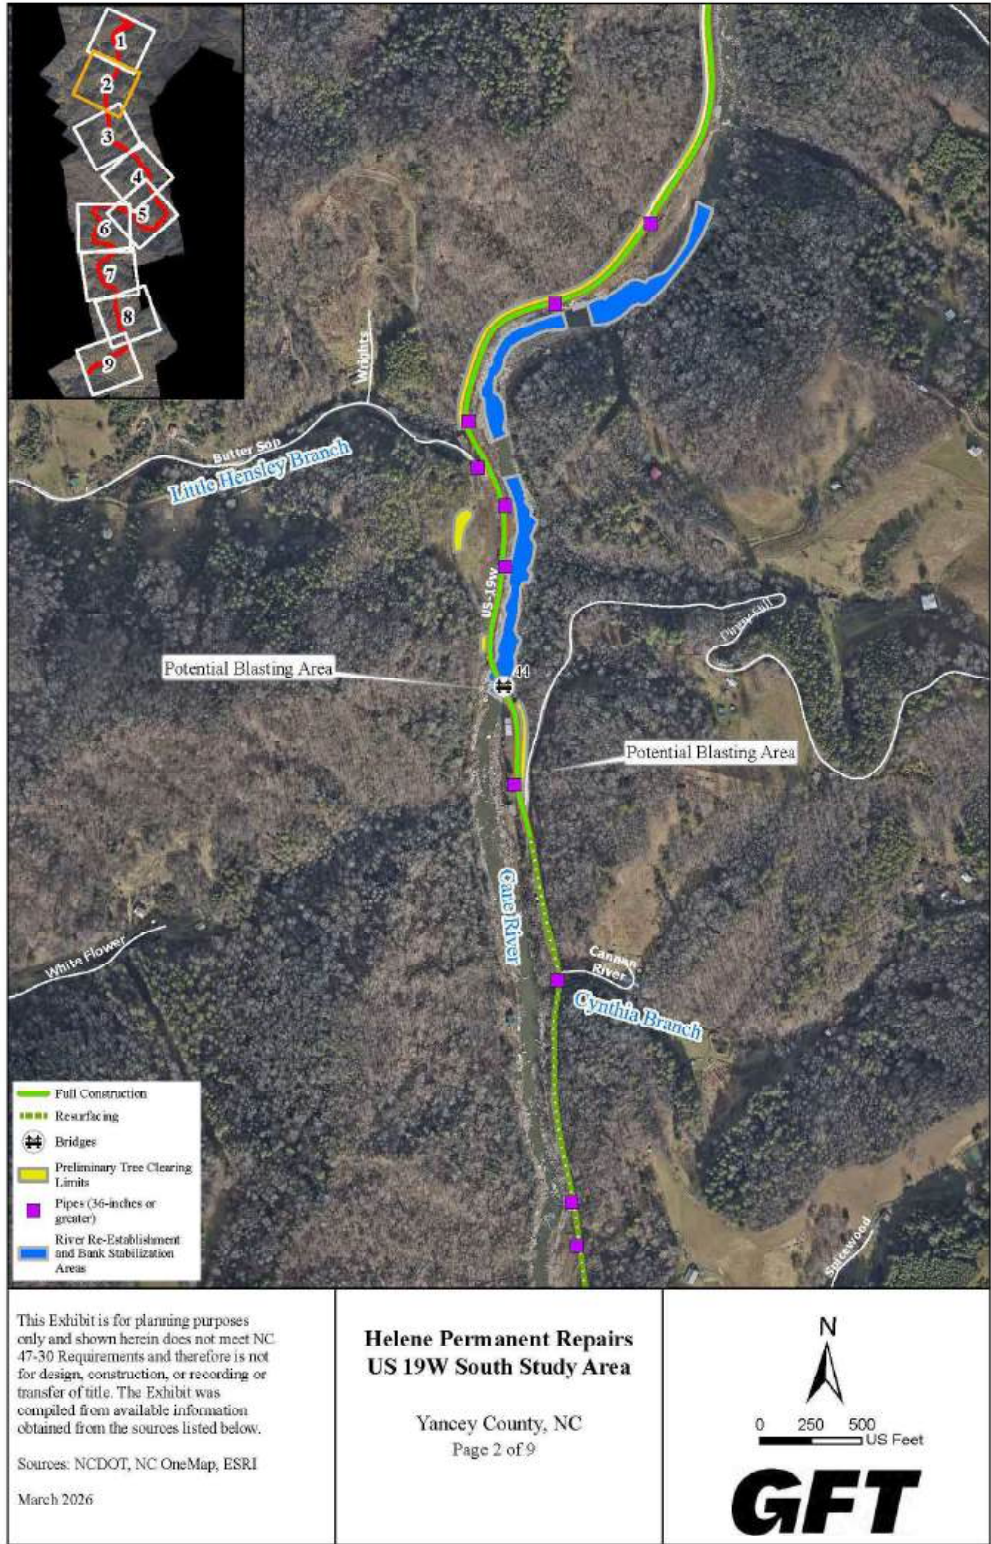 1
2
3
4
5
6
7
8
9
Wrights
Butter Sop
Little Hensley Branch
US-19W
Piney Hill
44
Potential Blasting Area
Potential Blasting Area
Cane River
White Flower
Cannan
River
Cynthia Branch
Spicewood
Full Construction
Resurfacing
Bridges
Preliminary Tree Clearing
Limits
Pipes (36-inches or
greater)
River Re-Establishment
and Bank Stabilization
Areas
This Exhibit is for planning purposes
only and shown herein does not meet NC
47-30 Requirements and therefore is not
for design, construction, or recording or
transfer of title. The Exhibit was
compiled from available information
obtained from the sources listed below.
Sources: NCDOT, NC OneMap, ESRI
March 2026
Helene Permanent Repairs
US 19W South Study Area
Yancey County, NC
Page 2 of 9
N
0 250 500
US Feet
GFT